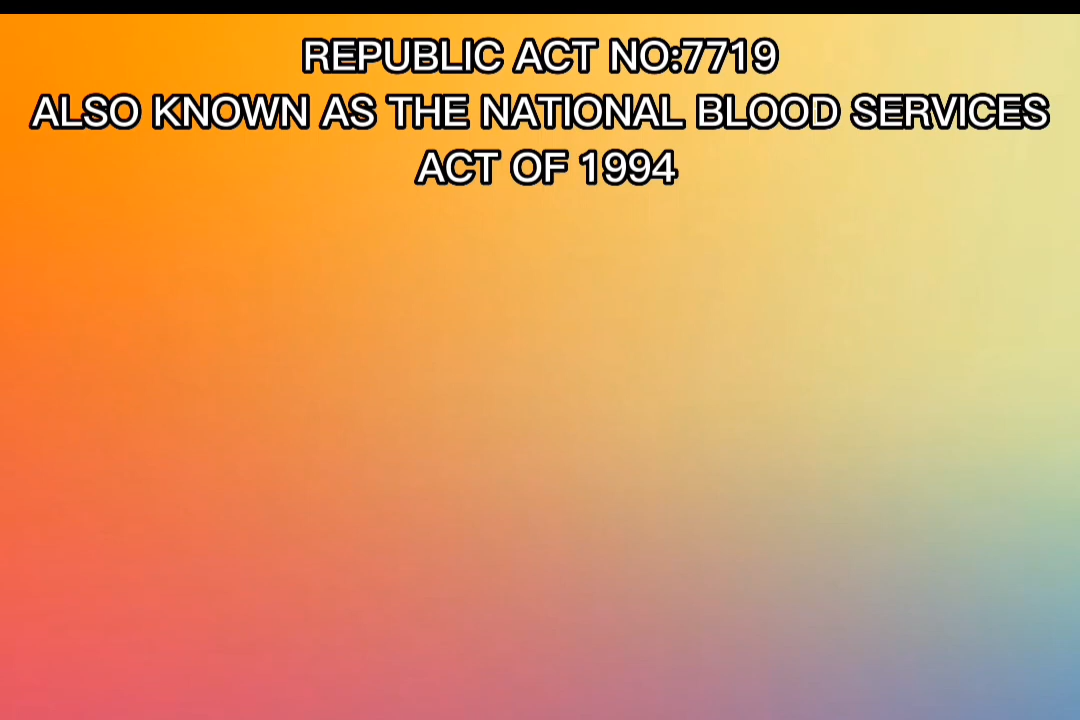 REPUBLIC ACT NO:7719
ALSO KNOWN AS THE NATIONAL BLOOD SERVICES
ACT OF 1994